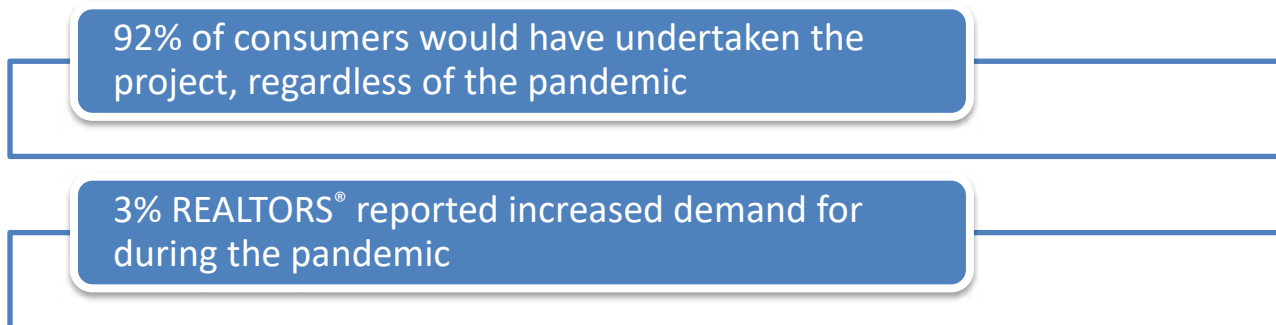 92% of consumers would have undertaken the
project, regardless of the pandemic
3% REALTORS® reported increased demand for
during the pandemic